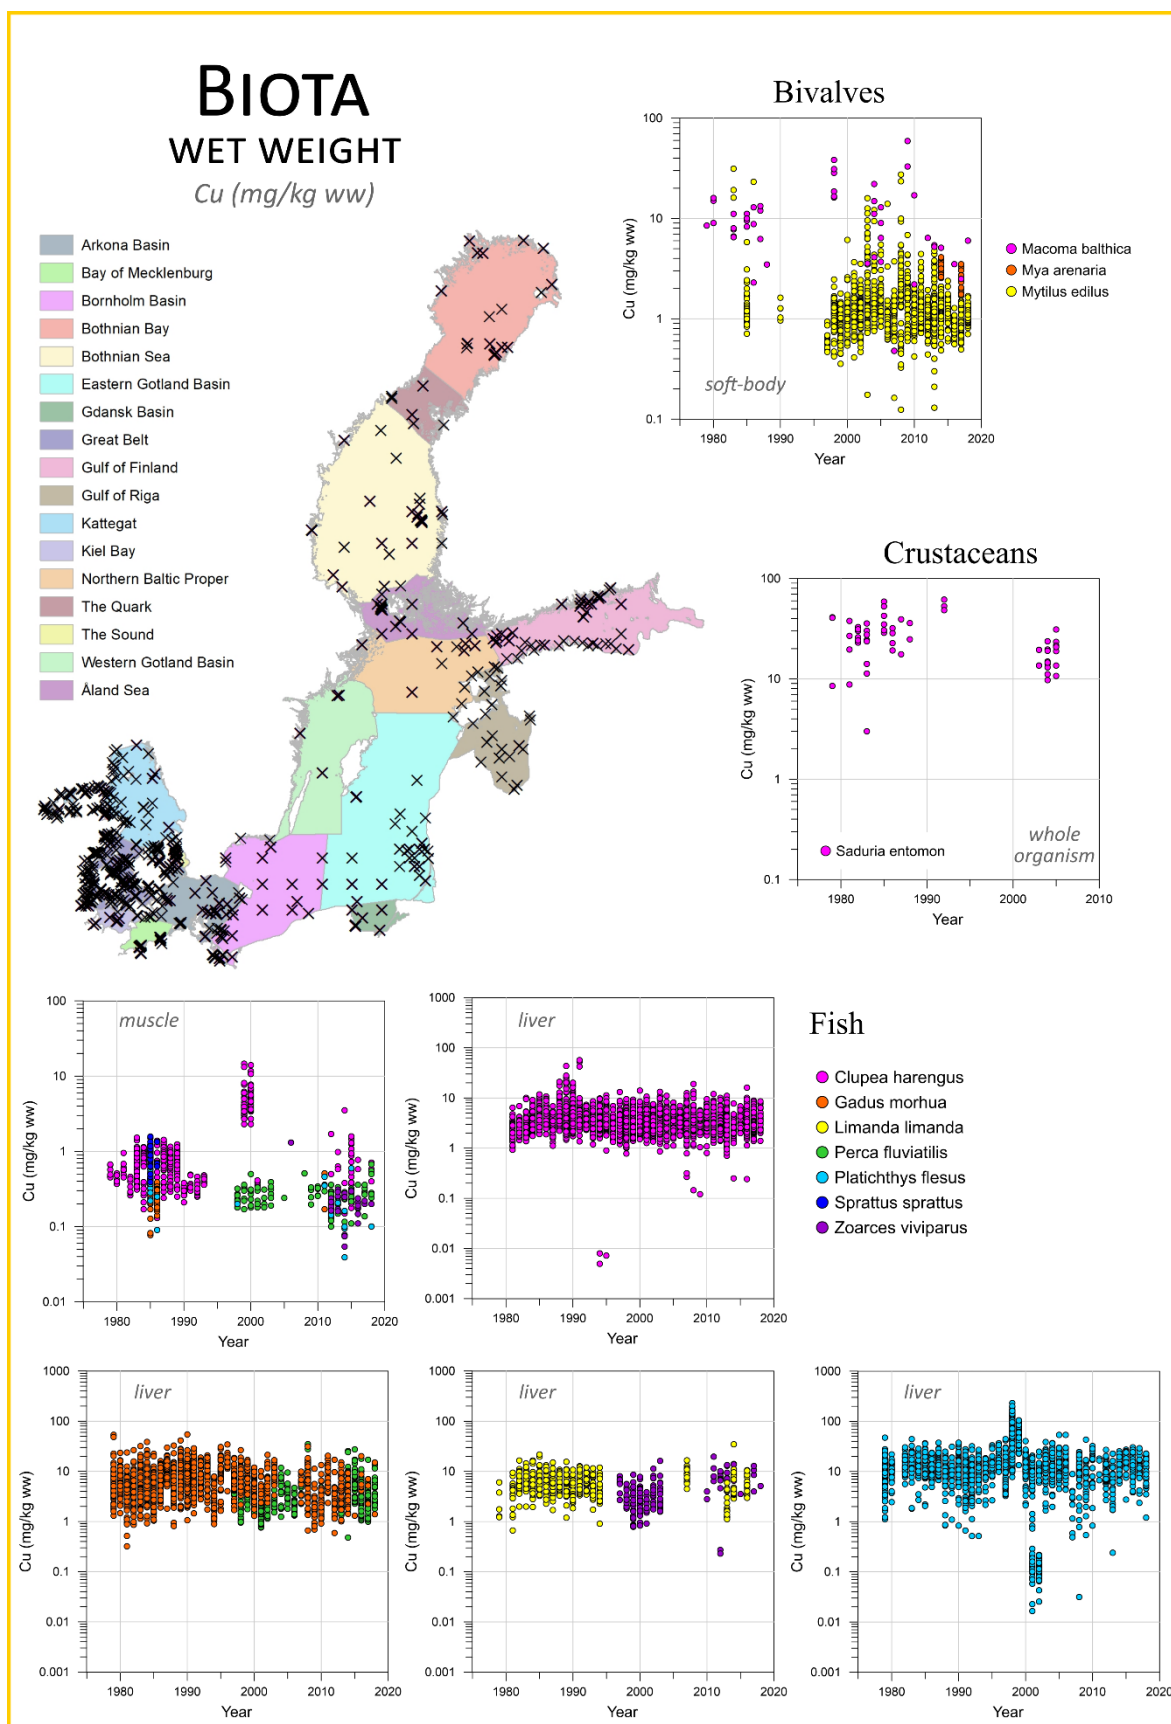 BIOTA
WET WEIGHT
Cu (mg/kg ww)
Arkona Basin
Bay of Mecklenburg
Bornholm Basin
Bothnian Bay
Bothnian Sea
Eastern Gotland Basin
Gdansk Basin
Great Belt
Gulf of Finland
Gulf of Riga
Kattegat
Kiel Bay
Northern Baltic Proper
The Quark
The Sound
Western Gotland Basin
Åland Sea
Bivalves
100
10
1
0.1
Cu (mg/kg ww)
soft-body
1980 1990 2000 2010 2020
Year
Macoma balthica
Mya arenaria
Mytilus edilus
Crustaceans
100
10
1
0.1
Cu (mg/kg ww)
Saduria entomon
whole
organism
1980 1990 2000 2010
Year
muscle
100
10
1
0.1
0.01
Cu (mg/kg ww)
1980 1990 2000 2010 2020
Year
liver
1000
100
10
1
0.1
0.01
0.001
Cu (mg/kg ww)
1980 1990 2000 2010 2020
Year
Fish
Clupea harengus
Gadus morhua
Limanda limanda
Perca fluviatilis
Platichthys flesus
Sprattus sprattus
Zoarces viviparus
liver
1000
100
10
1
0.1
0.01
0.001
Cu (mg/kg ww)
1980 1990 2000 2010 2020
Year
liver
1000
100
10
1
0.1
0.01
0.001
Cu (mg/kg ww)
1980 1990 2000 2010 2020
Year
liver
1000
100
10
1
0.1
0.01
0.001
Cu (mg/kg ww)
1980 1990 2000 2010 2020
Year